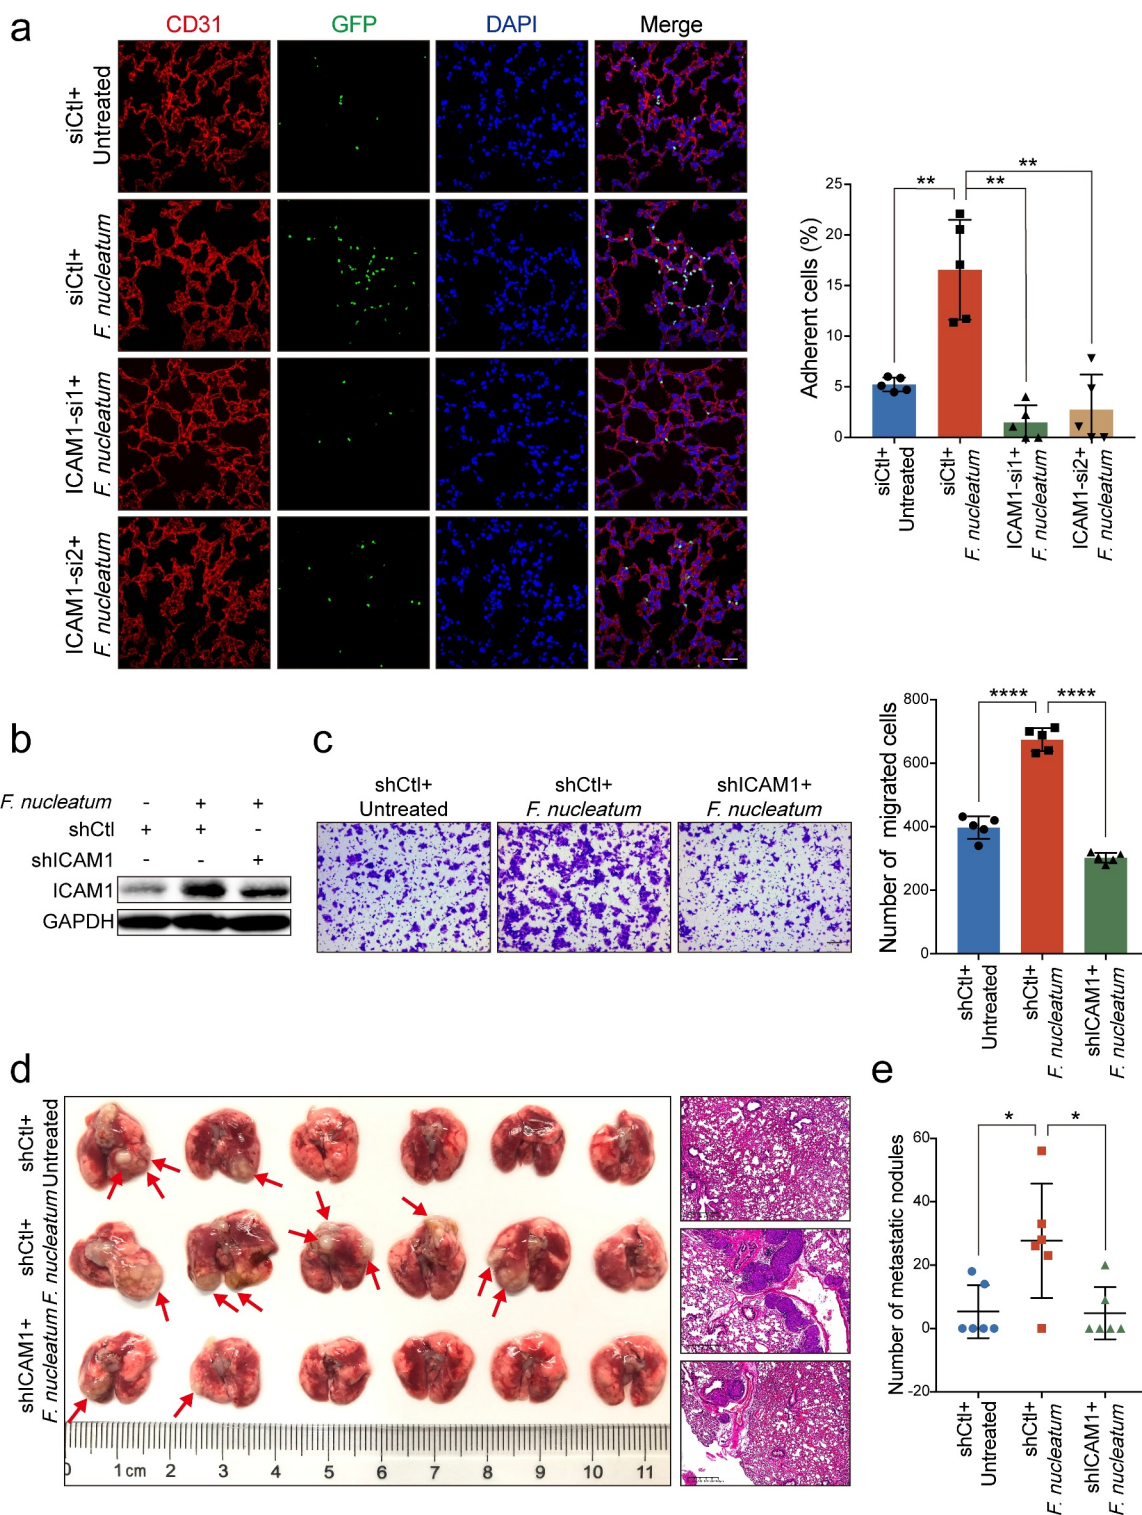 a
CD31 GFP DAPI Merge
siCtl+
Untreated
siCtl+
F. nucleatum
ICAM1-si1+
F. nucleatum
ICAM1-si2+
F. nucleatum
Adherent cells (%)
25
20
15
10
5
0
** ** **
siCtl+
Untreated
siCtl+
F. nucleatum
ICAM1-si1+
F. nucleatum
ICAM1-si2+
F. nucleatum
b
F. nucleatum - + +
shCtl + + -
shICAM1 - - +
ICAM1
GAPDH
c
shCtl+
Untreated
shCtl+
F. nucleatum
shICAM1+
F. nucleatum
Number of migrated cells
800
600
400
200
0
**** ****
shCtl+
Untreated
shCtl+
F. nucleatum
shICAM1+
F. nucleatum
d
shCtl+
Untreated
shCtl+
F. nucleatum
shICAM1+
F. nucleatum
0 1 cm 2 3 4 5 6 7 8 9 10 11
e
Number of metastatic nodules
60
40
20
0
-20
* *
shCtl+
Untreated
shCtl+
F. nucleatum
shICAM1+
F. nucleatum